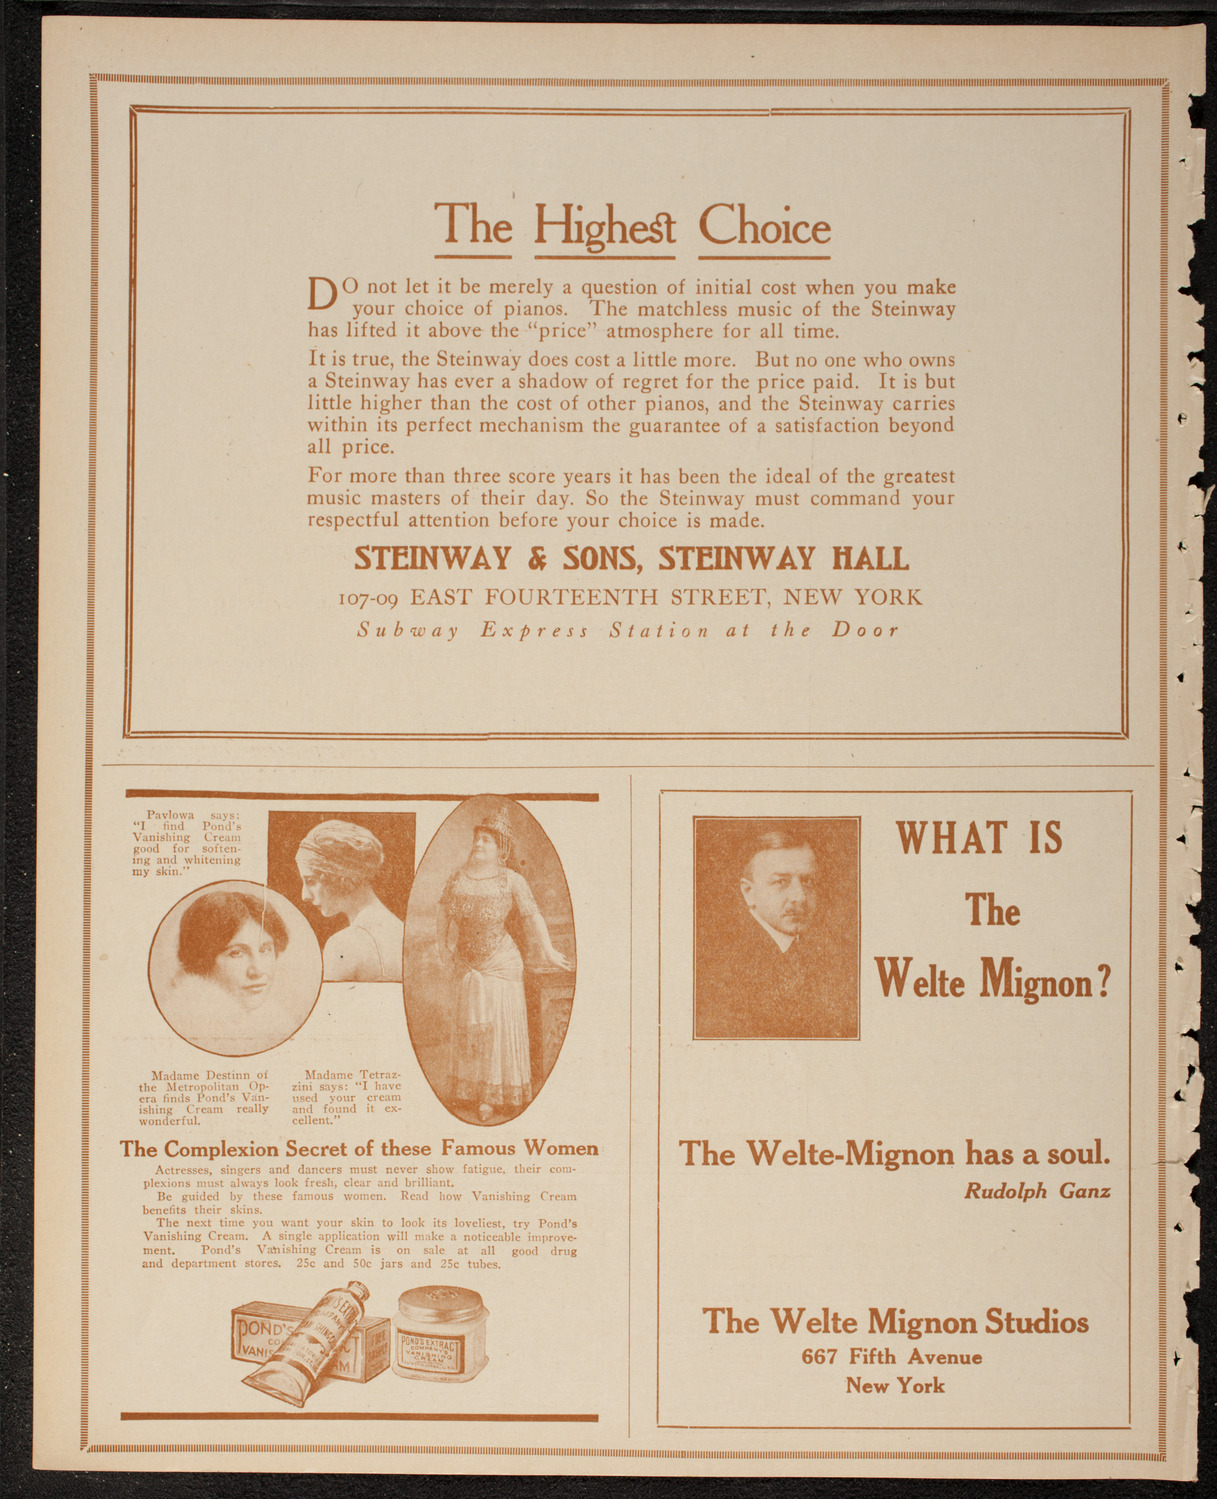 The Highest Choice
DO not let it be merely a question of initial cost when you make
your choice of pianos. The matchless music of the Steinway
has lifted it above the "price" atmosphere for all time.
It is true, the Steinway does cost a little more. But no one who owns
a Steinway has ever a shadow of regret for the price paid. It is but
little higher than the cost of other pianos, and the Steinway carries
within its perfect mechanism the guarantee of a satisfaction beyond
all price.
For more than three score years it has been the ideal of the greatest
music masters of their day. So the Steinway must command your
respectful attention before your choice is made.
STEINWAY & SONS, STEINWAY HALL
107-09 EAST FOURTEENTH STREET, NEW YORK
Subway Express Station at the Door
Pavlowa says:
"I find Pond's
Vanishing Cream
good for soften-
ing and whitening
my skin."
Madame Destinn of
the Metropolitan Op-
era finds Pond's Van-
ishing Cream really
wonderful.
Madame Tetraz-
zini says: "I have
used your cream
and found it ex-
cellent."
The Complexion Secret of these Famous Women
Actresses, singers and dancers must never show fatigue, their com-
plexions must always look fresh, clear and brilliant.
Be guided by these famous women. Read how Vanishing Cream
benefits their skins.
The next time you want your skin to look its loveliest, try Pond's
Vanishing Cream. A single application will make a noticeable improve-
ment. Pond's Vanishing Cream is on sale at all good drug
and department stores. 25c and 50c jars and 25c tubes.
POND'S
VANIS
POND'S EXTRACT
COMPANY'S
VANISHING
CREAM
WHAT IS
The
Welte Mignon?
The Welte-Mignon has a soul.
Rudolph Ganz
The Welte Mignon Studios
667 Fifth Avenue
New York